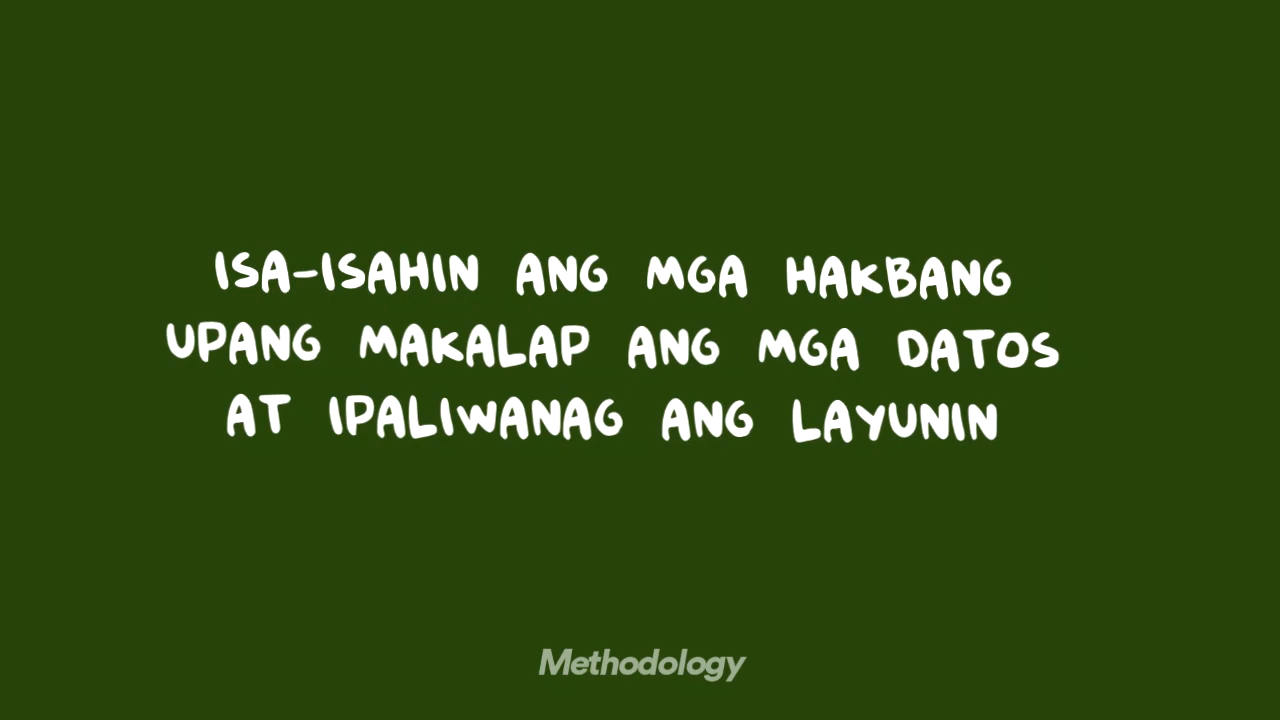 ISA-ISAHIN ANG MGA HAKBANG
UPANG MAKALAP ANG MGA DATOS
AT IPALIWANAG ANG LAYUNIN
Methodology